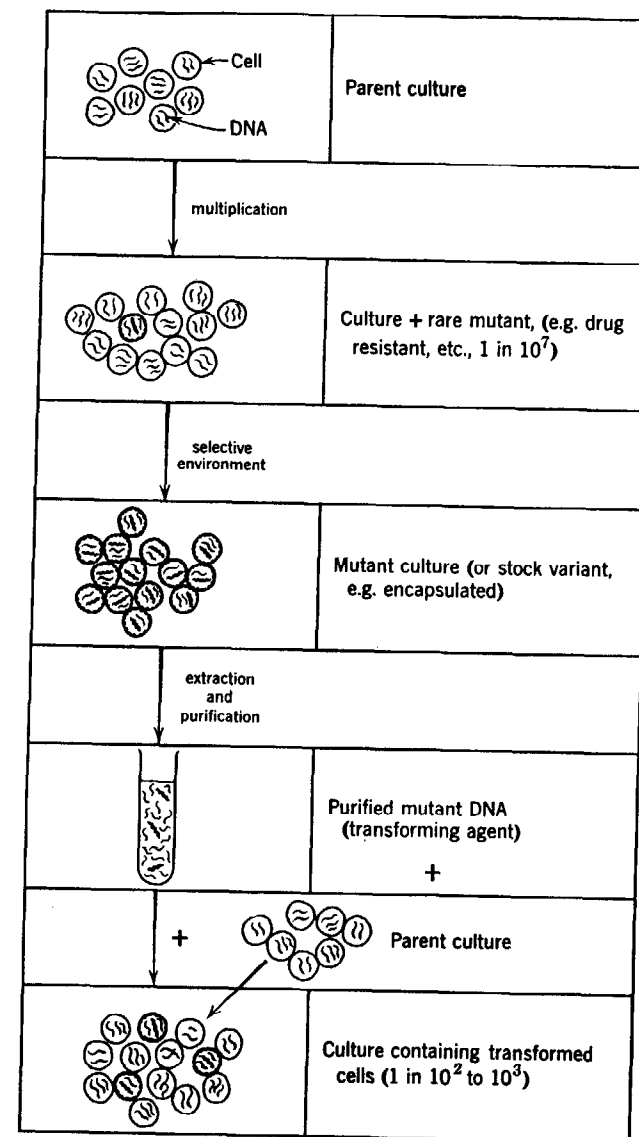 Cell
Parent culture
DNA
multiplication
Culture + rare mutant, (e.g. drug
resistant, etc., 1 in 10⁷)
selective
environment
Mutant culture (or stock variant,
e.g. encapsulated)
extraction
and
purification
Purified mutant DNA
(transforming agent)
+
+
Parent culture
Culture containing transformed
cells (1 in 10² to 10³)